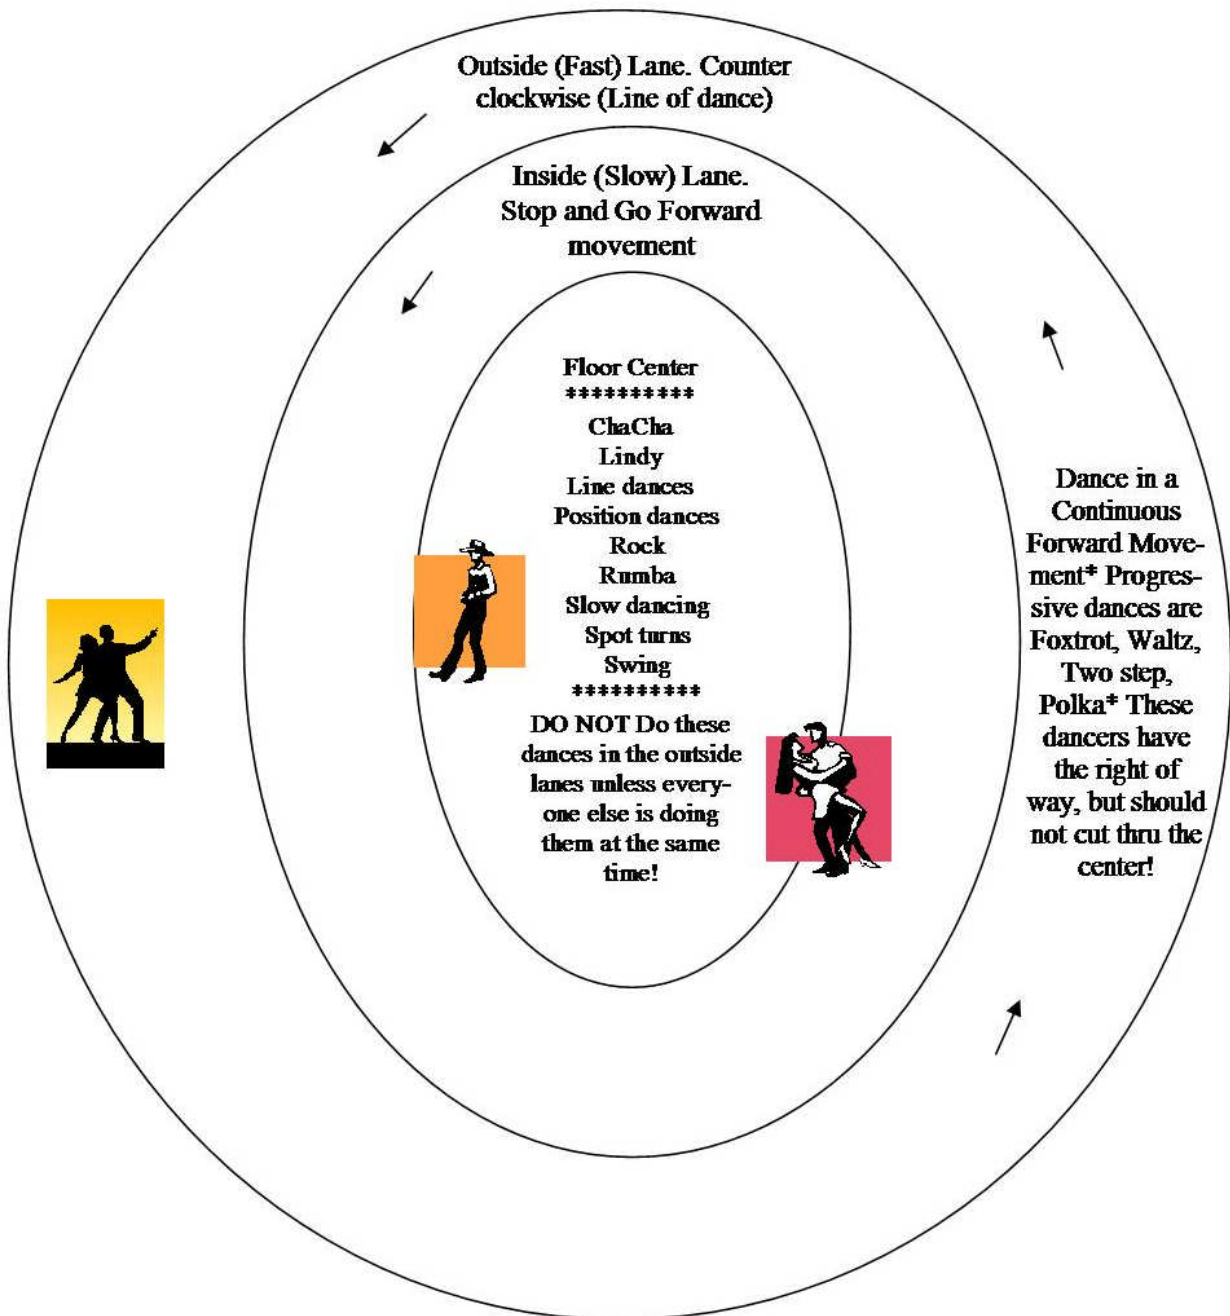 Outside (Fast) Lane. Counter
clockwise (Line of dance)
Inside (Slow) Lane.
Stop and Go Forward
movement
Floor Center
**********
ChaCha
Lindy
Line dances
Position dances
Rock
Rumba
Slow dancing
Spot turns
Swing
**********
DO NOT Do these
dances in the outside
lanes unless every-
one else is doing
them at the same
time!
Dance in a
Continuous
Forward Move-
ment* Progres-
sive dances are
Foxtrot, Waltz,
Two step,
Polka* These
dancers have
the right of
way, but should
not cut thru the
center!